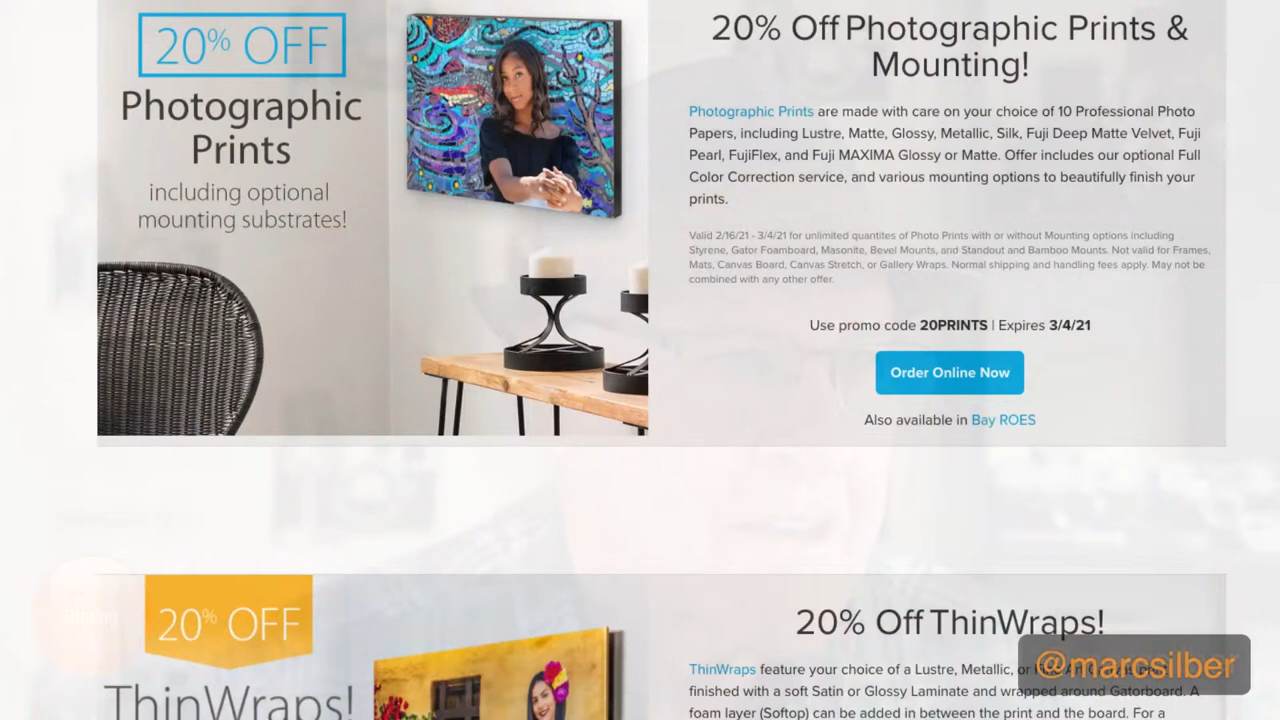 20% OFF
Photographic
Prints
including optional
mounting substrates!
20% Off Photographic Prints &
Mounting!
Photographic Prints are made with care on your choice of 10 Professional Photo
Papers, including Lustre, Matte, Glossy, Metallic, Silk, Fuji Deep Matte Velvet, Fuji
Pearl, FujiFlex, and Fuji MAXIMA Glossy or Matte. Offer includes our optional Full
Color Correction service, and various mounting options to beautifully finish your
prints.
Valid 2/16/21 - 3/4/21 for unlimited quantites of Photo Prints with or without Mounting options including
Styrene, Gator Foamboard, Masonite, Bevel Mounts, and Standout and Bamboo Mounts. Not valid for Frames,
Mats, Canvas Board, Canvas Stretch, or Gallery Wraps. Normal shipping and handling fees apply. May not be
combined with any other offer.
Use promo code 20PRINTS | Expires 3/4/21
Order Online Now
Also available in Bay ROES
20% OFF
ThinWraps!
20% Off ThinWraps!
ThinWraps feature your choice of a Lustre, Metallic, or
finished with a soft Satin or Glossy Laminate and wrapped around Gatorboard. A
foam layer (Softop) can be added in between the print and the board. For a
@marcsilber